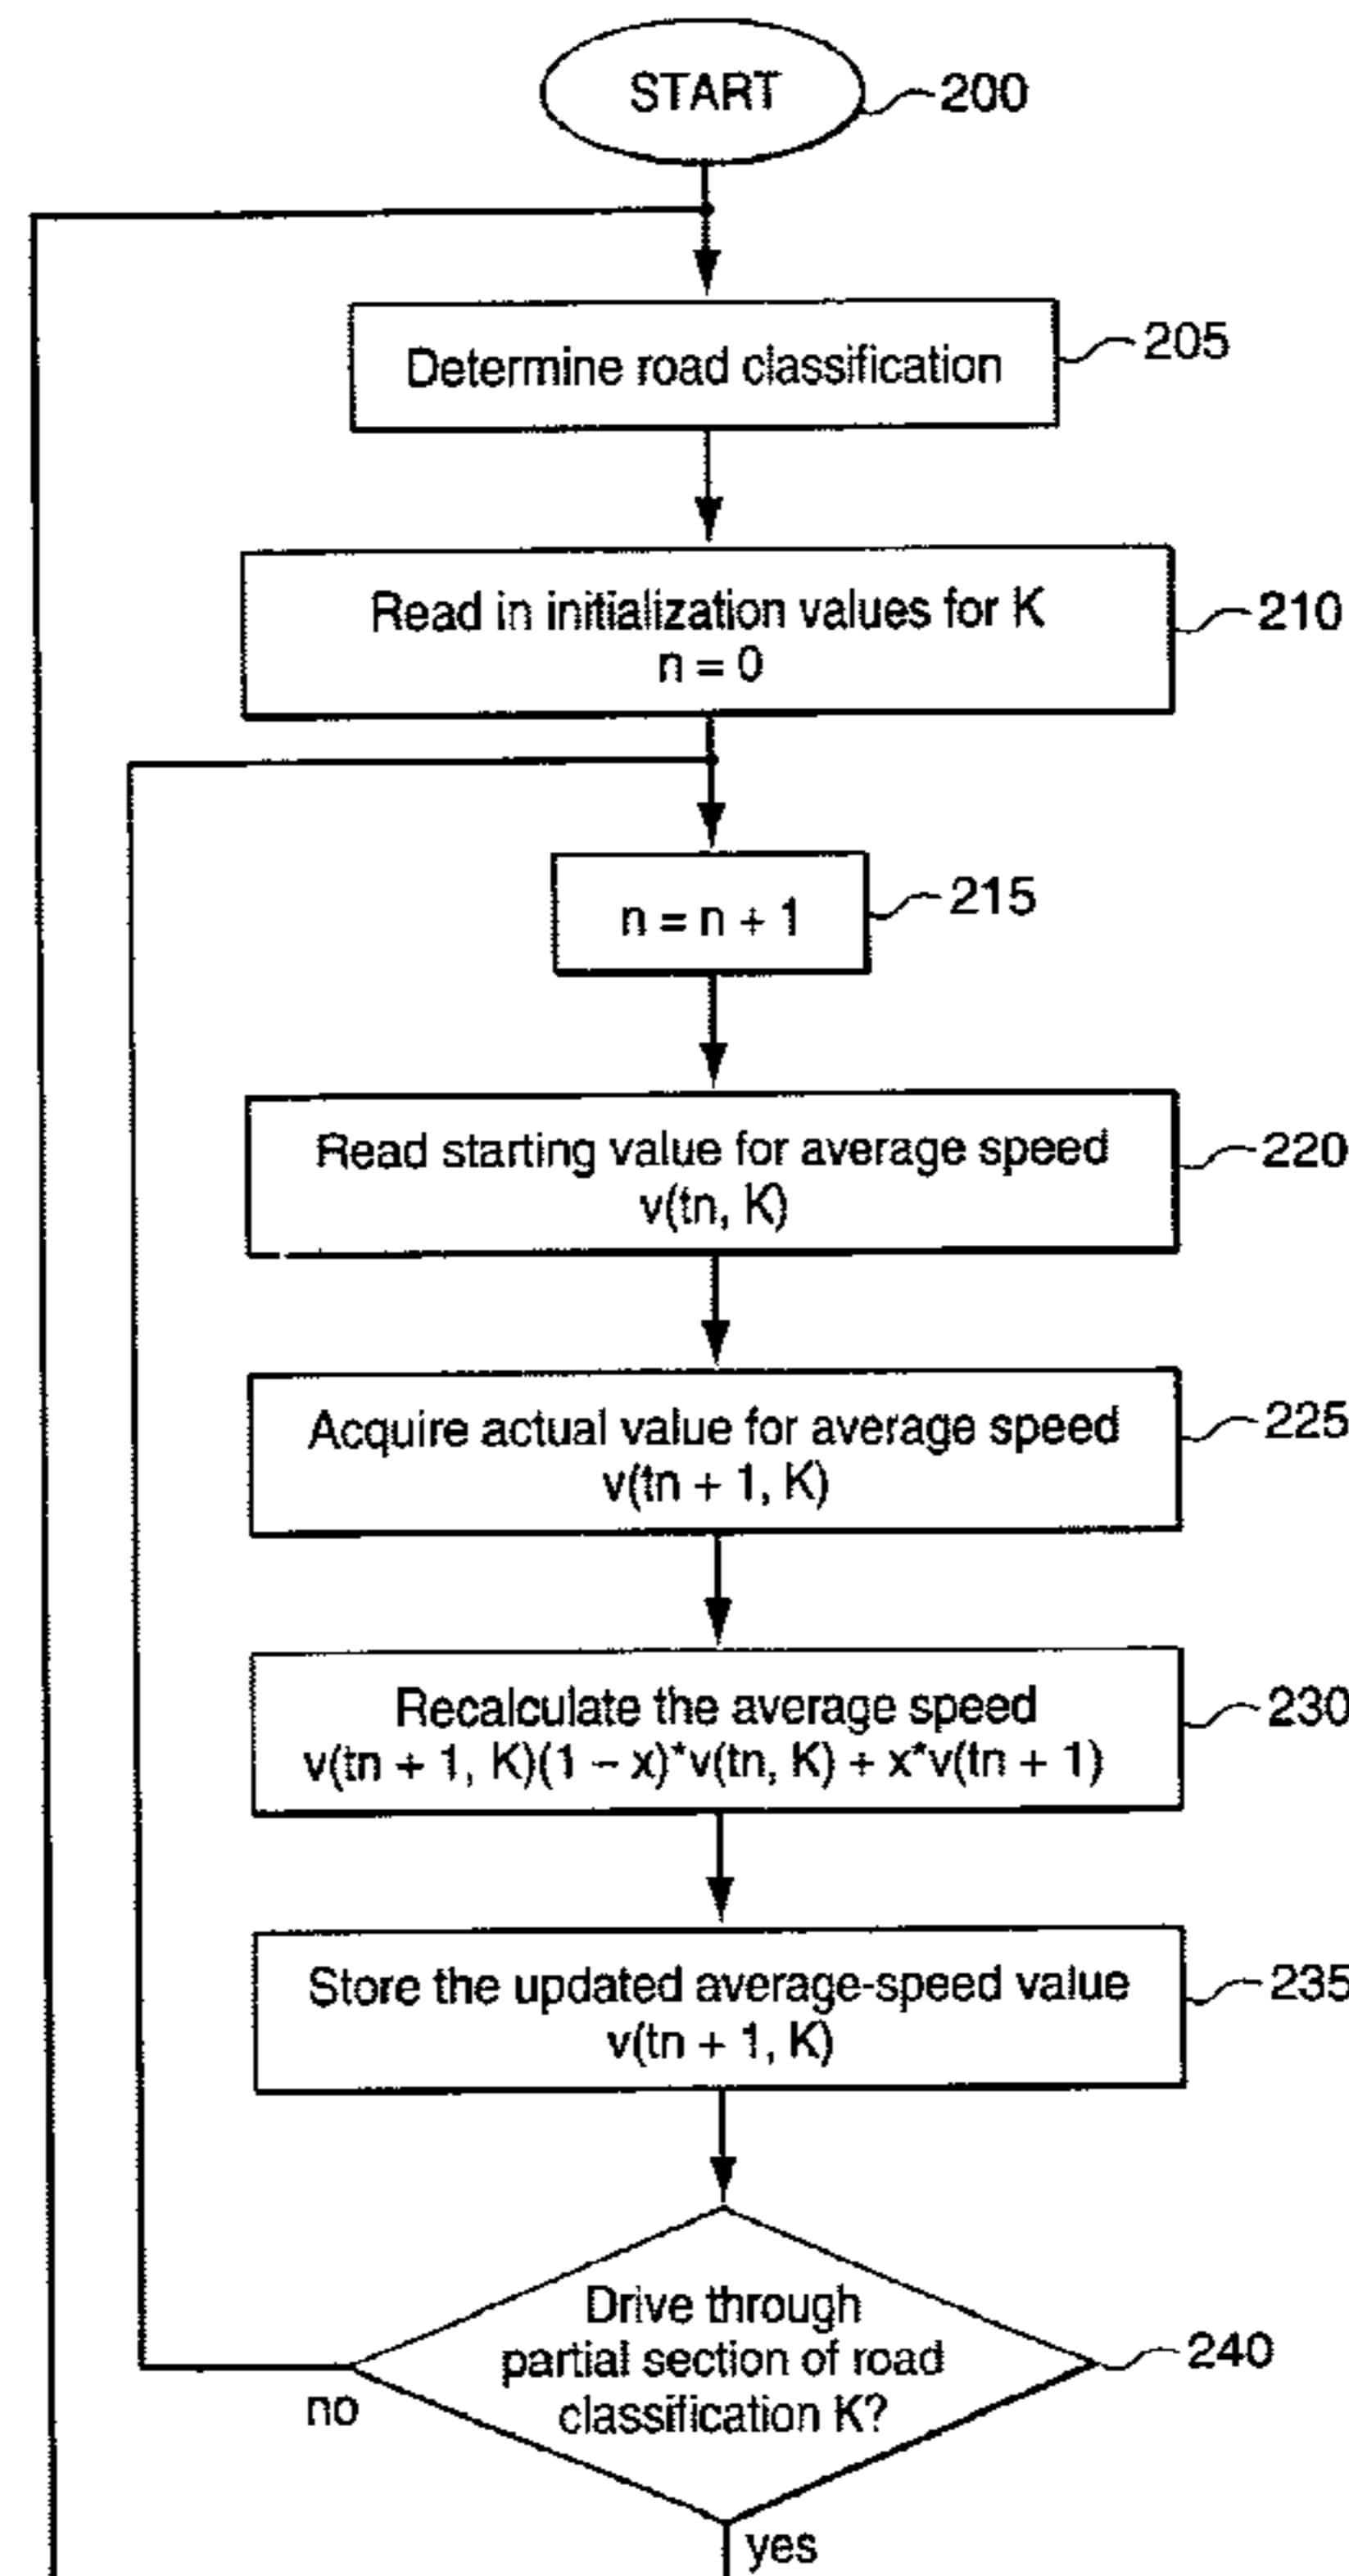 START
200
Determine road classification
205
Read in initialization values for K
n = 0
210
n = n + 1
215
Read starting value for average speed
v(tn, K)
220
Acquire actual value for average speed
v(tn + 1, K)
225
Recalculate the average speed
v(tn + 1, K)(1 – x)*v(tn, K) + x*v(tn + 1)
230
Store the updated average-speed value
v(tn + 1, K)
235
Drive through
partial section of road
classification K?
240
no
yes